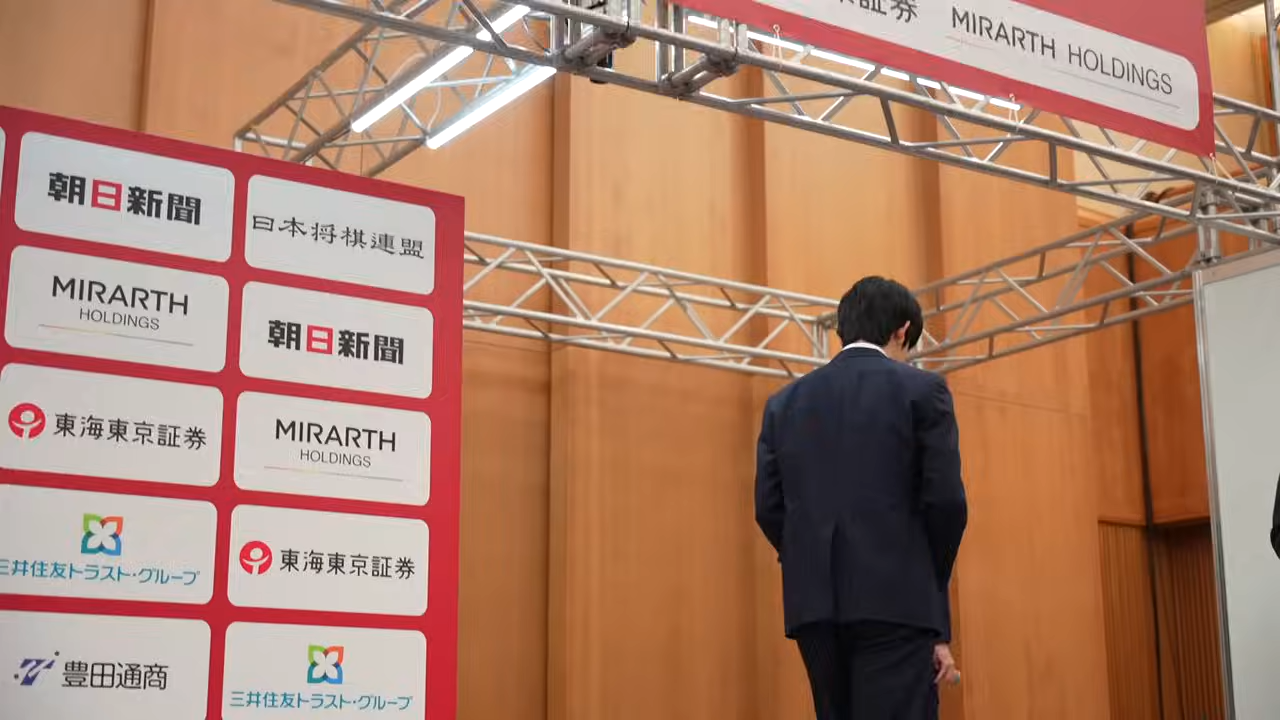 証券
MIRARTH HOLDINGS
朝日新聞
日本将棋連盟
MIRARTH
HOLDINGS
朝日新聞
東海東京証券
MIRARTH
HOLDINGS
三井住友トラスト・グループ
東海東京証券
豊田通商
三井住友トラスト・グループ